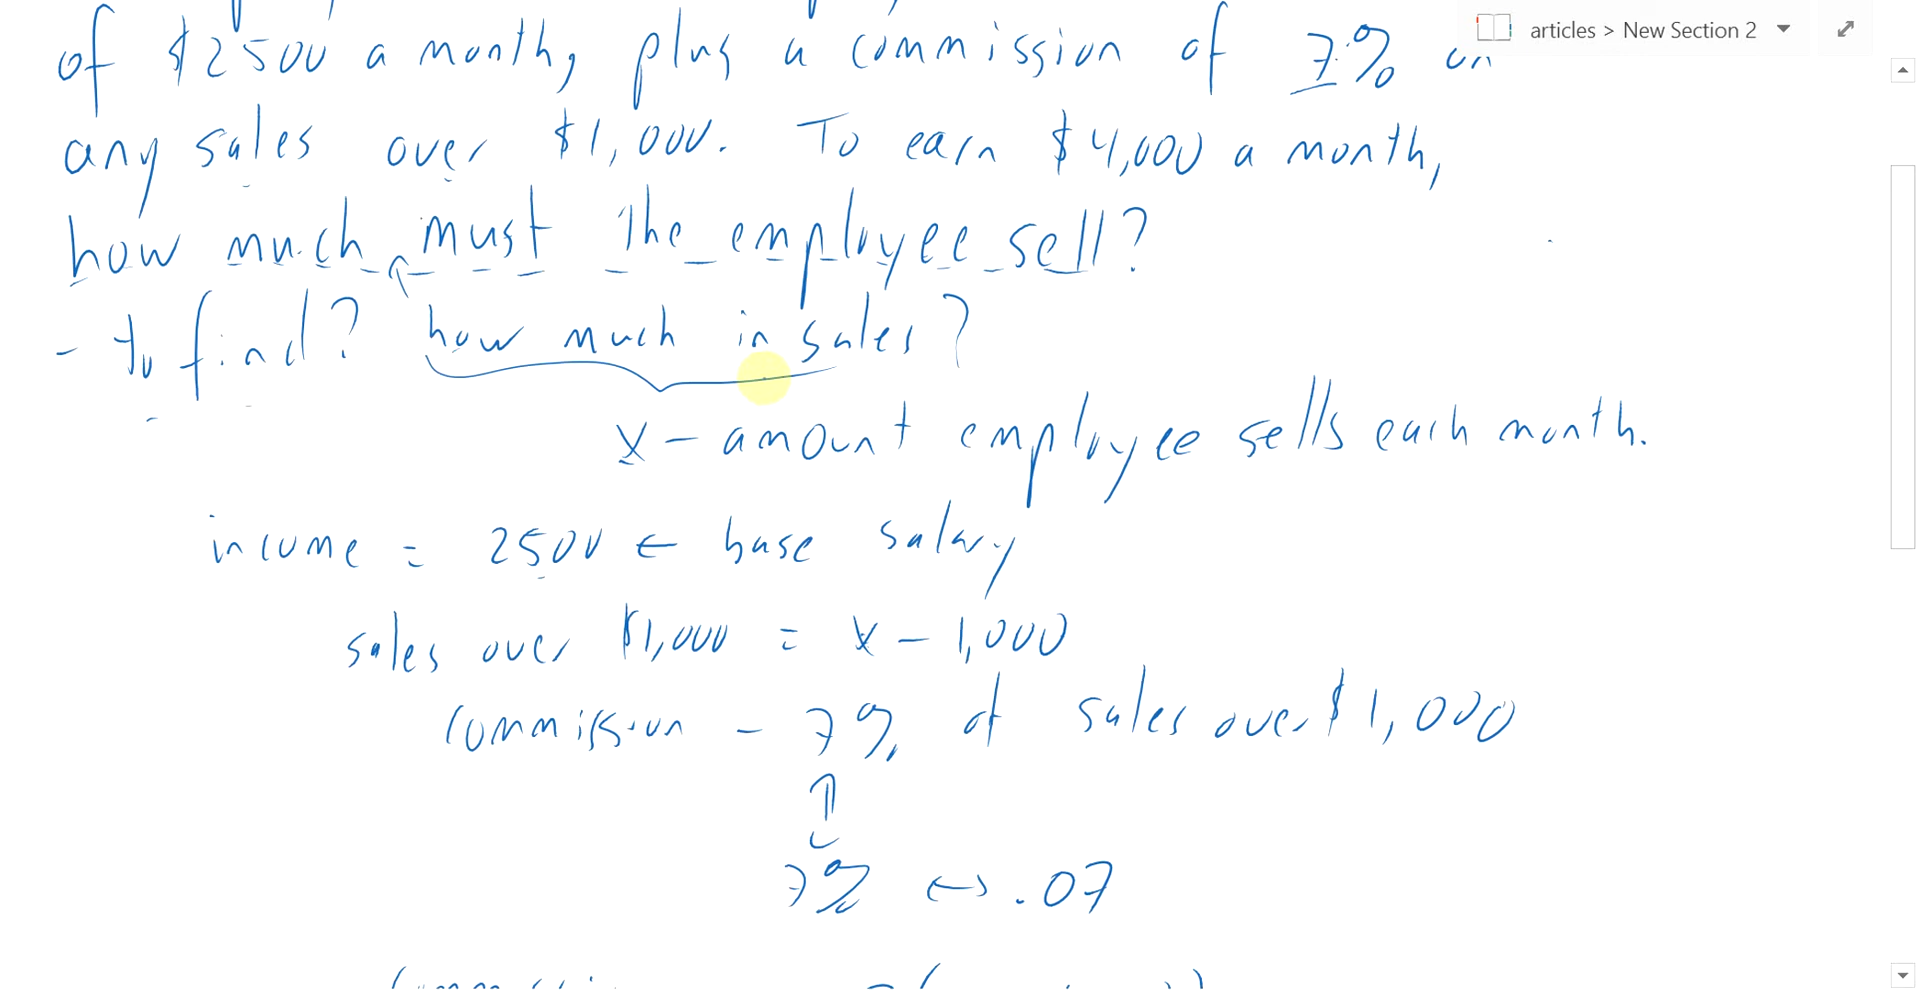 articles > New Section 2
of $2500 a month, plus a commission of 7% on
any sales over $1,000. To earn $4,000 a month,
how much must the employee sell?
- to find? how much in sales?
x - amount employee sells each month.
income = 2500 ← base salary
sales over $1,000 = x - 1,000
commission - 7% of sales over $1,000
7% ↔ .07